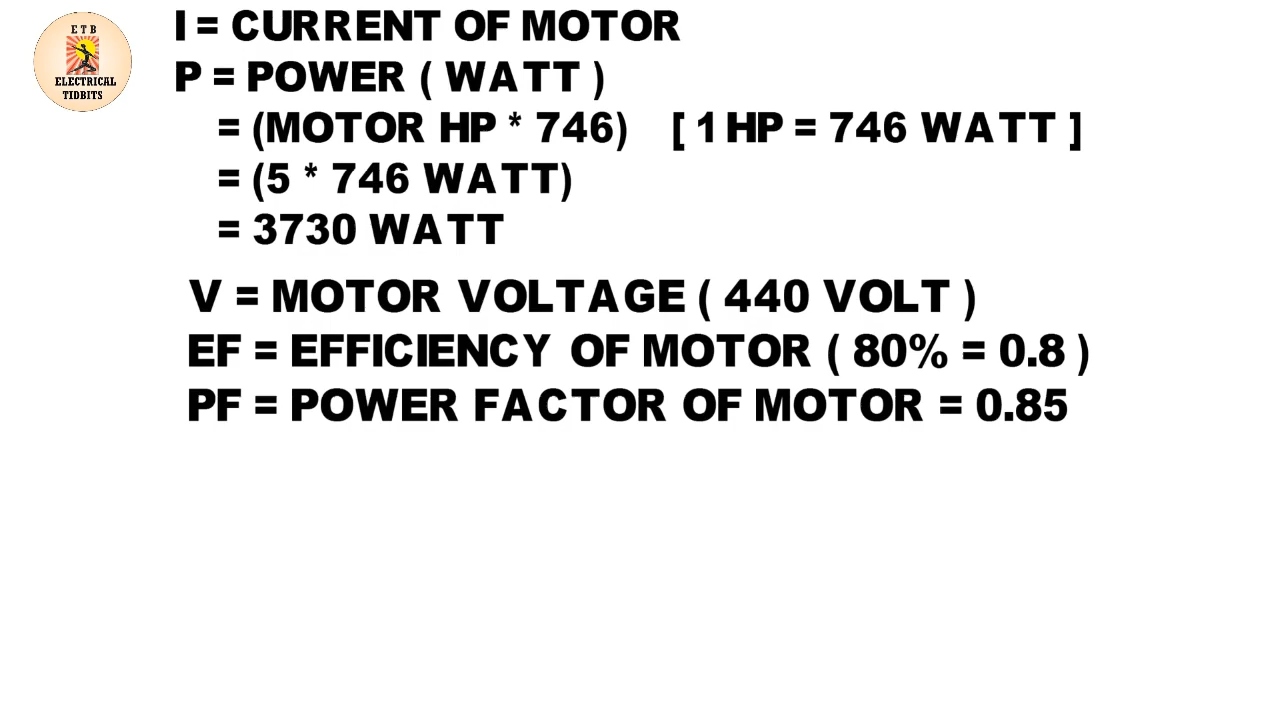 E T B
ELECTRICAL
TIDBITS
I = CURRENT OF MOTOR
P = POWER ( WATT )
= (MOTOR HP * 746) [ 1 HP = 746 WATT ]
= (5 * 746 WATT)
= 3730 WATT
V = MOTOR VOLTAGE ( 440 VOLT )
EF = EFFICIENCY OF MOTOR ( 80% = 0.8 )
PF = POWER FACTOR OF MOTOR = 0.85